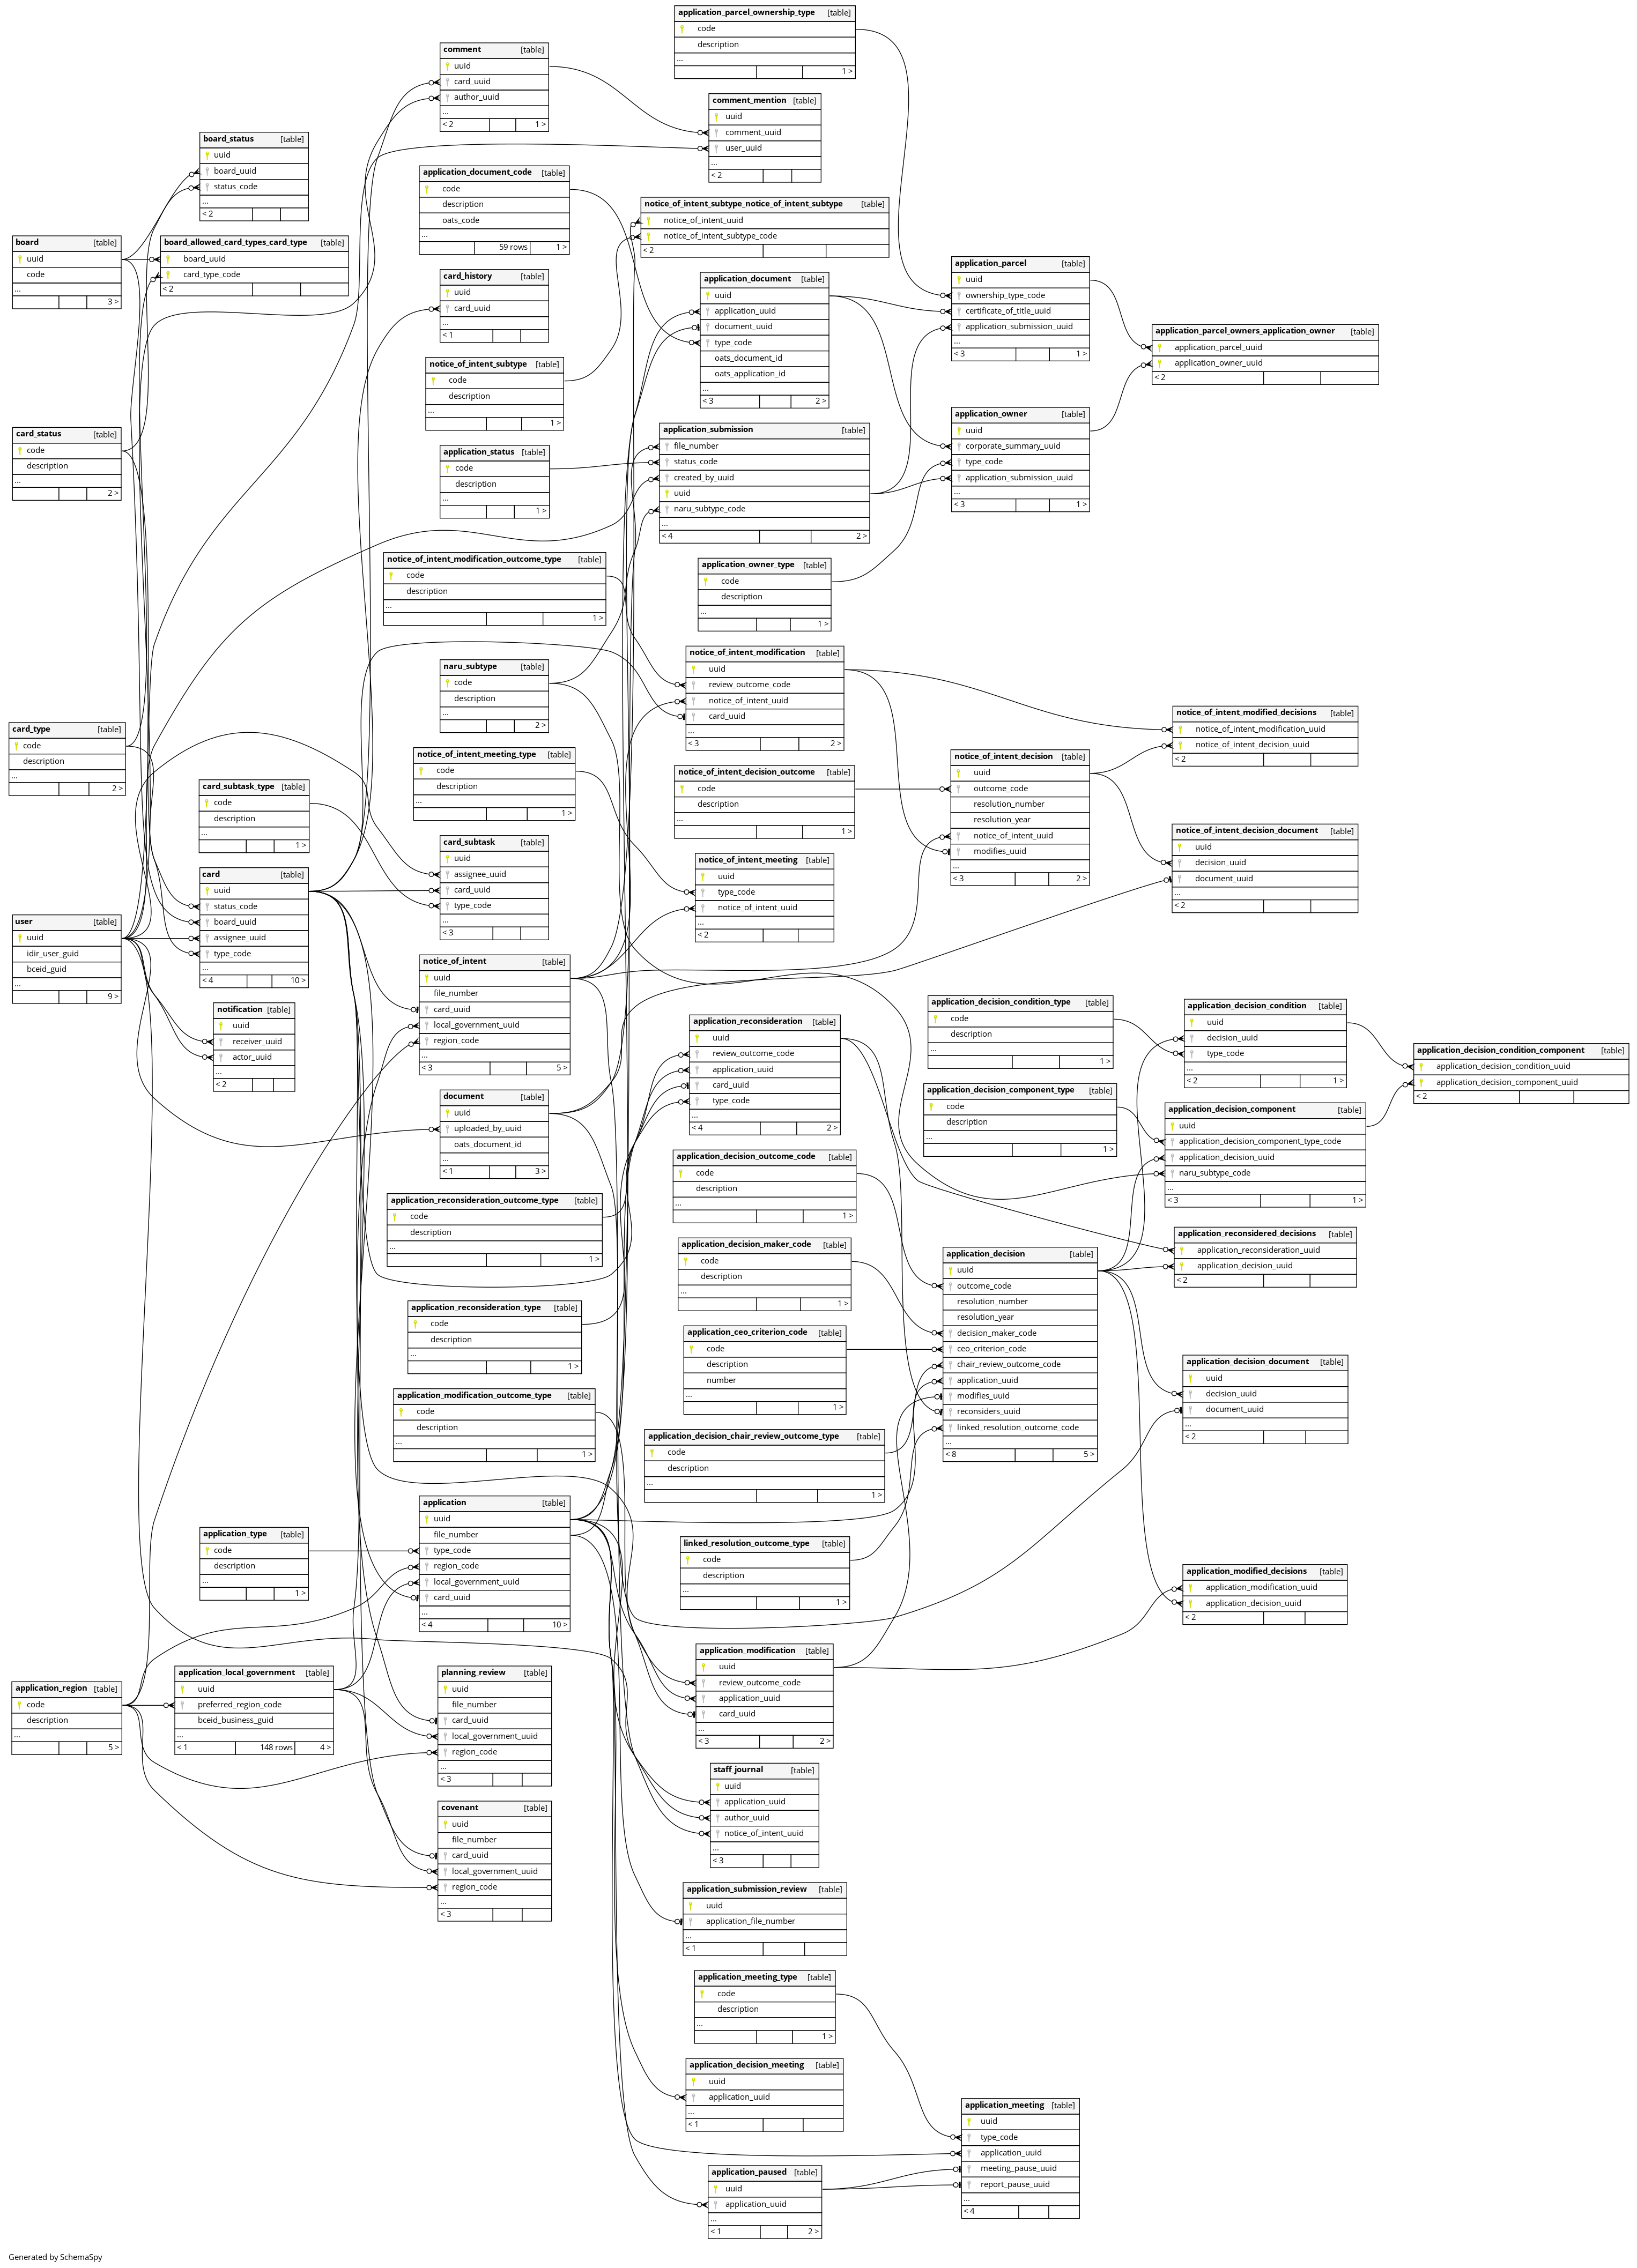 application_parcel_ownership_type [table]
code
description
...
1 >
comment [table]
uuid
card_uuid
author_uuid
...
< 2 1 >
comment_mention [table]
uuid
comment_uuid
user_uuid
...
< 2
board_status [table]
uuid
board_uuid
status_code
...
< 2
application_document_code [table]
code
description
oats_code
...
59 rows 1 >
notice_of_intent_subtype_notice_of_intent_subtype [table]
notice_of_intent_uuid
notice_of_intent_subtype_code
< 2
board [table]
uuid
code
...
3 >
board_allowed_card_types_card_type [table]
board_uuid
card_type_code
< 2
card_history [table]
uuid
card_uuid
...
< 1
application_document [table]
uuid
application_uuid
document_uuid
type_code
oats_document_id
oats_application_id
...
< 3 2 >
application_parcel [table]
uuid
ownership_type_code
certificate_of_title_uuid
application_submission_uuid
...
< 3 1 >
application_parcel_owners_application_owner [table]
application_parcel_uuid
application_owner_uuid
< 2
notice_of_intent_subtype [table]
code
description
...
1 >
application_owner [table]
uuid
corporate_summary_uuid
type_code
application_submission_uuid
...
< 3 1 >
card_status [table]
code
description
...
2 >
application_status [table]
code
description
...
1 >
application_submission [table]
file_number
status_code
created_by_uuid
uuid
naru_subtype_code
...
< 4 2 >
notice_of_intent_modification_outcome_type [table]
code
description
...
1 >
application_owner_type [table]
code
description
...
1 >
naru_subtype [table]
code
description
...
2 >
notice_of_intent_modification [table]
uuid
review_outcome_code
notice_of_intent_uuid
card_uuid
...
< 3 2 >
notice_of_intent_modified_decisions [table]
notice_of_intent_modification_uuid
notice_of_intent_decision_uuid
< 2
card_type [table]
code
description
...
2 >
notice_of_intent_meeting_type [table]
code
description
...
1 >
notice_of_intent_decision_outcome [table]
code
description
...
1 >
notice_of_intent_decision [table]
uuid
outcome_code
resolution_number
resolution_year
notice_of_intent_uuid
modifies_uuid
...
< 3 2 >
card_subtask_type [table]
code
description
...
1 >
card_subtask [table]
uuid
assignee_uuid
card_uuid
type_code
...
< 3
notice_of_intent_meeting [table]
uuid
type_code
notice_of_intent_uuid
...
< 2
notice_of_intent_decision_document [table]
uuid
decision_uuid
document_uuid
...
< 2
card [table]
uuid
status_code
board_uuid
assignee_uuid
type_code
...
< 4 10 >
user [table]
uuid
idir_user_guid
bceid_guid
...
9 >
notice_of_intent [table]
uuid
file_number
card_uuid
local_government_uuid
region_code
...
< 3 5 >
notification [table]
uuid
receiver_uuid
actor_uuid
...
< 2
application_reconsideration [table]
uuid
review_outcome_code
application_uuid
card_uuid
type_code
...
< 4 2 >
application_decision_condition_type [table]
code
description
...
1 >
application_decision_condition [table]
uuid
decision_uuid
type_code
...
< 2 1 >
application_decision_condition_component [table]
application_decision_condition_uuid
application_decision_component_uuid
< 2
document [table]
uuid
uploaded_by_uuid
oats_document_id
...
< 1 3 >
application_decision_component_type [table]
code
description
...
1 >
application_decision_component [table]
uuid
application_decision_component_type_code
application_decision_uuid
naru_subtype_code
...
< 3 1 >
application_decision_outcome_code [table]
code
description
...
1 >
application_reconsideration_outcome_type [table]
code
description
...
1 >
application_reconsidered_decisions [table]
application_reconsideration_uuid
application_decision_uuid
< 2
application_decision_maker_code [table]
code
description
...
1 >
application_decision [table]
uuid
outcome_code
resolution_number
resolution_year
decision_maker_code
ceo_criterion_code
chair_review_outcome_code
application_uuid
modifies_uuid
reconsiders_uuid
linked_resolution_outcome_code
...
< 8 5 >
application_reconsideration_type [table]
code
description
...
1 >
application_ceo_criterion_code [table]
code
description
number
...
1 >
application_decision_document [table]
uuid
decision_uuid
document_uuid
...
< 2
application_modification_outcome_type [table]
code
description
...
1 >
application_decision_chair_review_outcome_type [table]
code
description
...
1 >
application [table]
uuid
file_number
type_code
region_code
local_government_uuid
card_uuid
...
< 4 10 >
application_type [table]
code
description
...
1 >
linked_resolution_outcome_type [table]
code
description
...
1 >
application_modified_decisions [table]
application_modification_uuid
application_decision_uuid
< 2
application_modification [table]
uuid
review_outcome_code
application_uuid
card_uuid
...
< 3 2 >
application_region [table]
code
description
...
5 >
application_local_government [table]
uuid
preferred_region_code
bceid_business_guid
...
< 1 148 rows 4 >
planning_review [table]
uuid
file_number
card_uuid
local_government_uuid
region_code
...
< 3
staff_journal [table]
uuid
application_uuid
author_uuid
notice_of_intent_uuid
...
< 3
covenant [table]
uuid
file_number
card_uuid
local_government_uuid
region_code
...
< 3
application_submission_review [table]
uuid
application_file_number
...
< 1
application_meeting_type [table]
code
description
...
1 >
application_decision_meeting [table]
uuid
application_uuid
...
< 1
application_meeting [table]
uuid
type_code
application_uuid
meeting_pause_uuid
report_pause_uuid
...
< 4
application_paused [table]
uuid
application_uuid
...
< 1 2 >
Generated by SchemaSpy